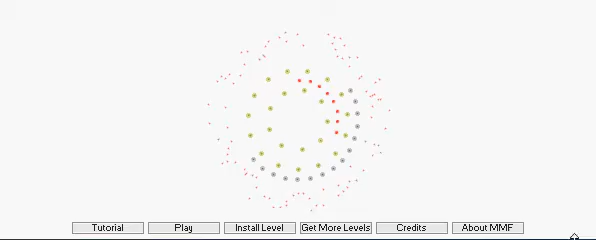 Tutorial
Play
Install Level
Get More Levels
Credits
About MMF